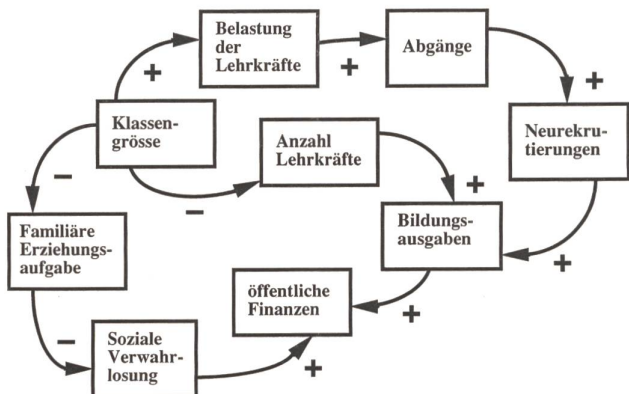 Belastung
der
Lehrkräfte
Abgänge
+
+
+
Klassen-
grösse
Anzahl
Lehrkräfte
Neurekru-
tierungen
−
−
+
Familiäre
Erziehungs-
aufgabe
Bildungs-
ausgaben
+
öffentliche
Finanzen
+
−
Soziale
Verwahr-
losung
+